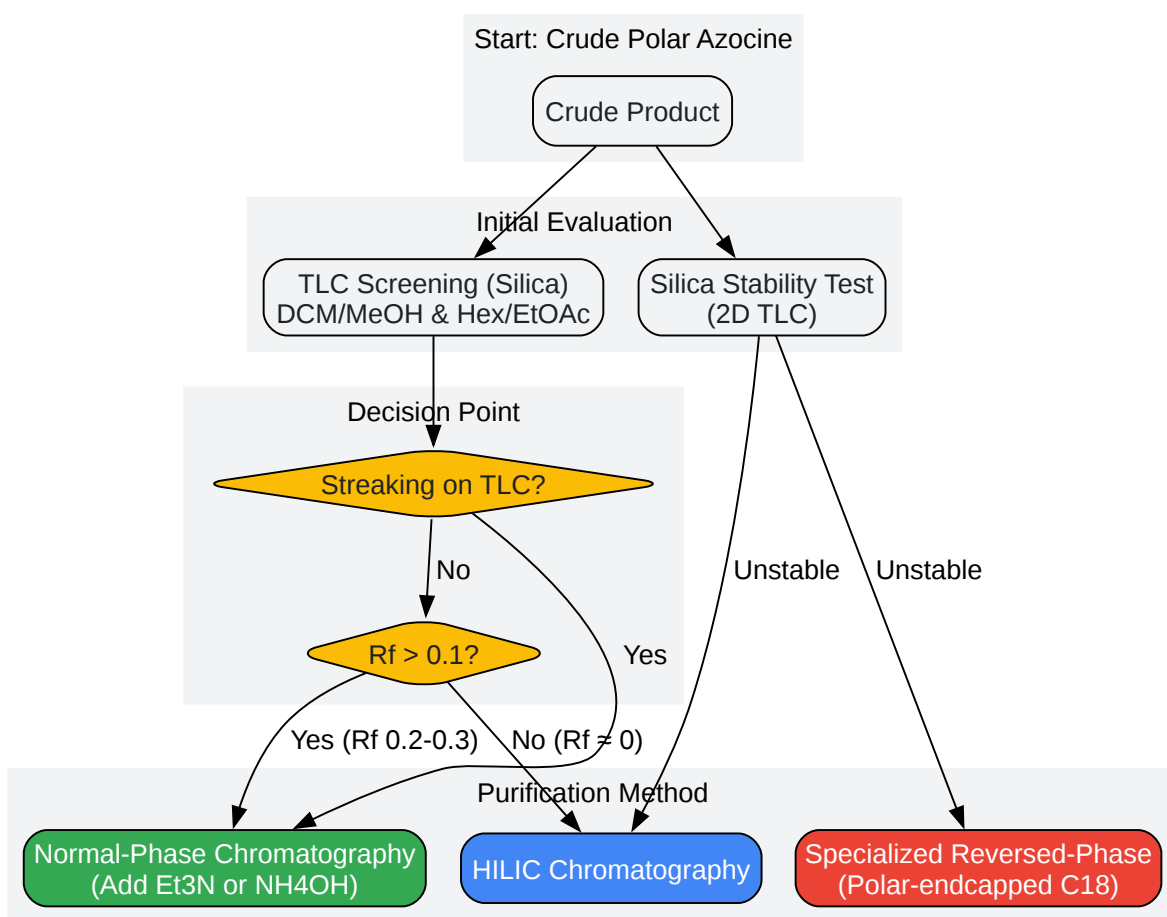 Start: Crude Polar Azocine
Crude Product
Initial Evaluation
TLC Screening (Silica)
DCM/MeOH & Hex/EtOAc
Silica Stability Test
(2D TLC)
Decision Point
Streaking on TLC?
No
Unstable
Unstable
Rf > 0.1?
Yes
Yes (Rf 0.2-0.3)
No (Rf ≈ 0)
Purification Method
Normal-Phase Chromatography
(Add Et3N or NH4OH)
HILIC Chromatography
Specialized Reversed-Phase
(Polar-endcapped C18)